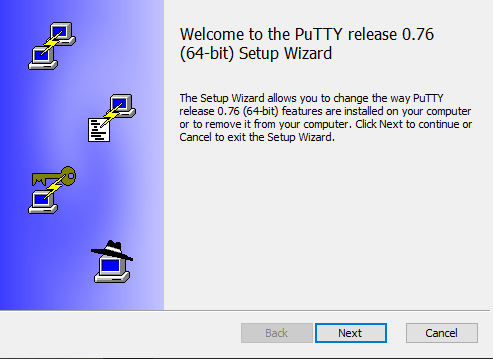 Welcome to the PuTTY release 0.76
(64-bit) Setup Wizard
The Setup Wizard allows you to change the way PuTTY
release 0.76 (64-bit) features are installed on your computer
or to remove it from your computer. Click Next to continue or
Cancel to exit the Setup Wizard.
Back Next Cancel